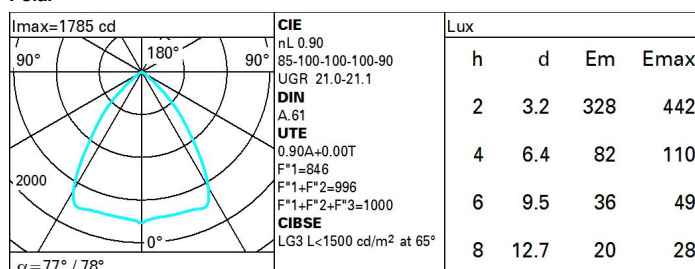 Imax=1785 cd
90°
180°
90°
2000
0°
α=77° / 78°
CIE
nL 0.90
85-100-100-100-90
UGR 21.0-21.1
DIN
A.61
UTE
0.90A+0.00T
F"1=846
F"1+F"2=996
F"1+F"2+F"3=1000
CIBSE
LG3 L<1500 cd/m² at 65°
Lux
h d Em Emax
2 3.2 328 442
4 6.4 82 110
6 9.5 36 49
8 12.7 20 28